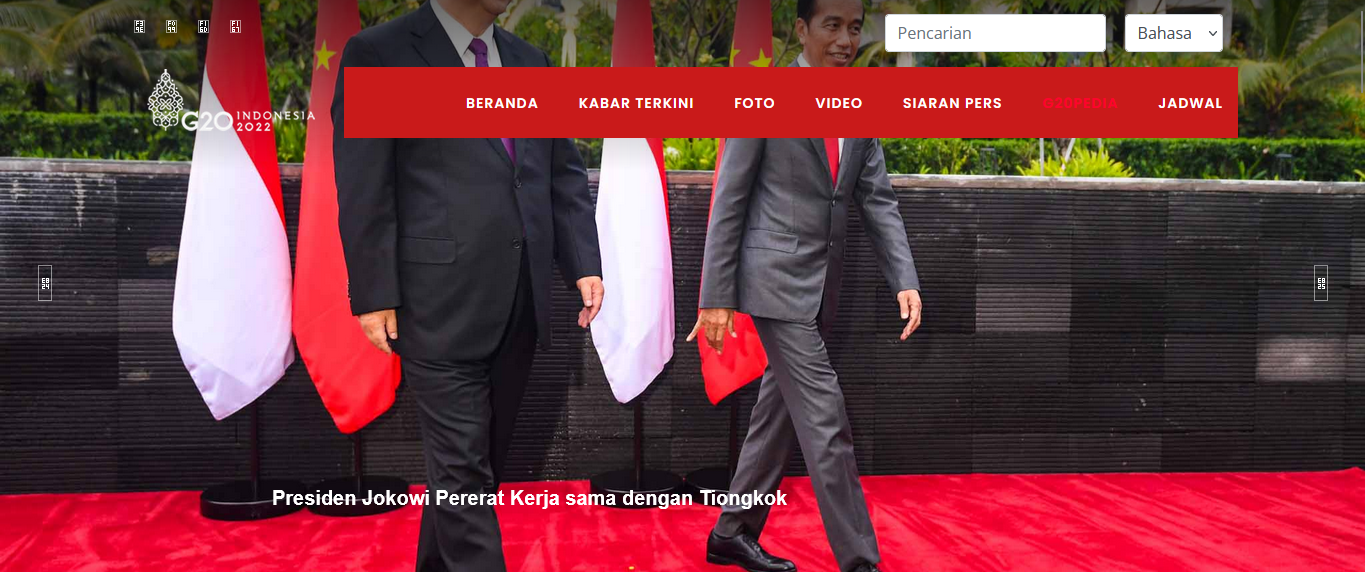 Pencarian
Bahasa
G20 INDONESIA 2022
BERANDA KABAR TERKINI FOTO VIDEO SIARAN PERS G20PEDIA JADWAL
Presiden Jokowi Pererat Kerja sama dengan Tiongkok